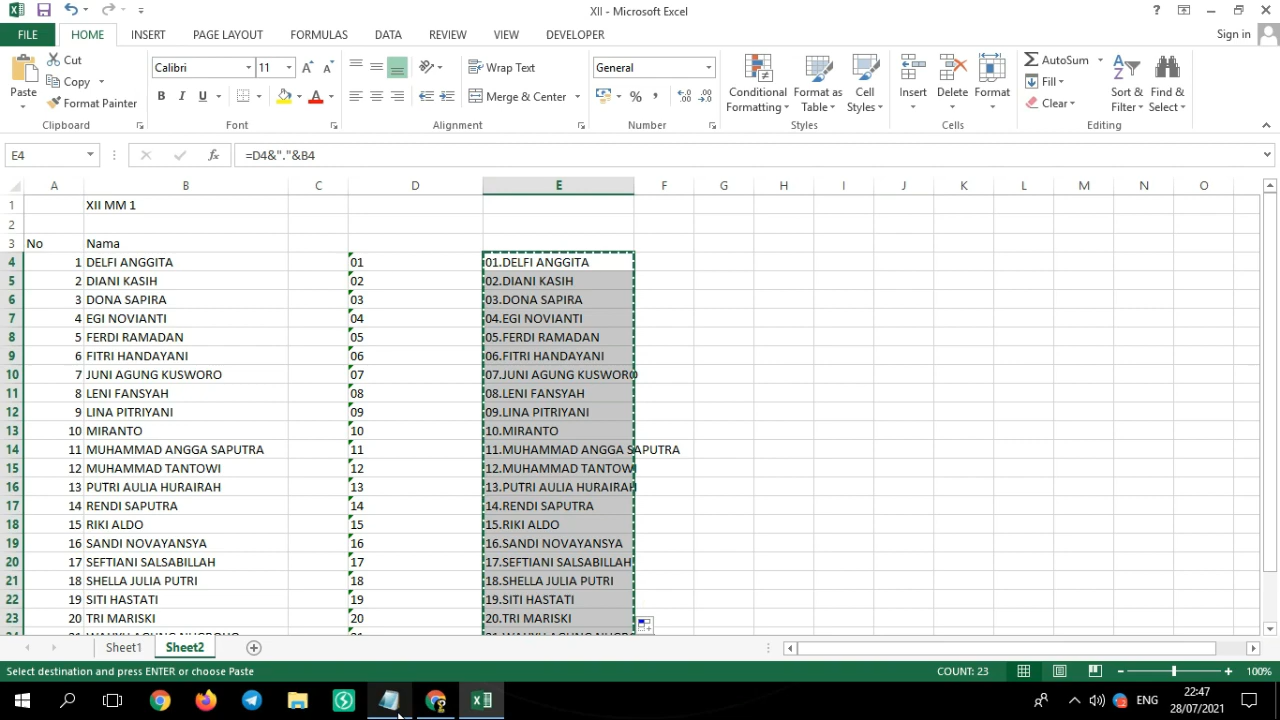 XII - Microsoft Excel
FILE HOME INSERT PAGE LAYOUT FORMULAS DATA REVIEW VIEW DEVELOPER Sign in
Paste Cut Copy Format Painter Clipboard
Calibri 11 B I U A A A Font
Wrap Text Merge & Center Alignment
General % , Number
Conditional Formatting Format as Table Cell Styles Styles
Insert Delete Format Cells
AutoSum Fill Clear Sort & Filter Find & Select Editing
E4 fx =D4&"."&B4
A B C D E F G H I J K L M N O
1 XII MM 1
2
3 No Nama
4 1 DELFI ANGGITA 01 01.DELFI ANGGITA
5 2 DIANI KASIH 02 02.DIANI KASIH
6 3 DONA SAPIRA 03 03.DONA SAPIRA
7 4 EGI NOVIANTI 04 04.EGI NOVIANTI
8 5 FERDI RAMADAN 05 05.FERDI RAMADAN
9 6 FITRI HANDAYANI 06 06.FITRI HANDAYANI
10 7 JUNI AGUNG KUSWORO 07 07.JUNI AGUNG KUSWORO
11 8 LENI FANSYAH 08 08.LENI FANSYAH
12 9 LINA PITRIYANI 09 09.LINA PITRIYANI
13 10 MIRANTO 10 10.MIRANTO
14 11 MUHAMMAD ANGGA SAPUTRA 11 11.MUHAMMAD ANGGA SAPUTRA
15 12 MUHAMMAD TANTOWI 12 12.MUHAMMAD TANTOWI
16 13 PUTRI AULIA HURAIRAH 13 13.PUTRI AULIA HURAIRAH
17 14 RENDI SAPUTRA 14 14.RENDI SAPUTRA
18 15 RIKI ALDO 15 15.RIKI ALDO
19 16 SANDI NOVAYANSYA 16 16.SANDI NOVAYANSYA
20 17 SEFTIANI SALSABILLAH 17 17.SEFTIANI SALSABILLAH
21 18 SHELLA JULIA PUTRI 18 18.SHELLA JULIA PUTRI
22 19 SITI HASTATI 19 19.SITI HASTATI
23 20 TRI MARISKI 20 20.TRI MARISKI
Sheet1 Sheet2
Select destination and press ENTER or choose Paste COUNT: 23 100%
ENG 22:47
28/07/2021